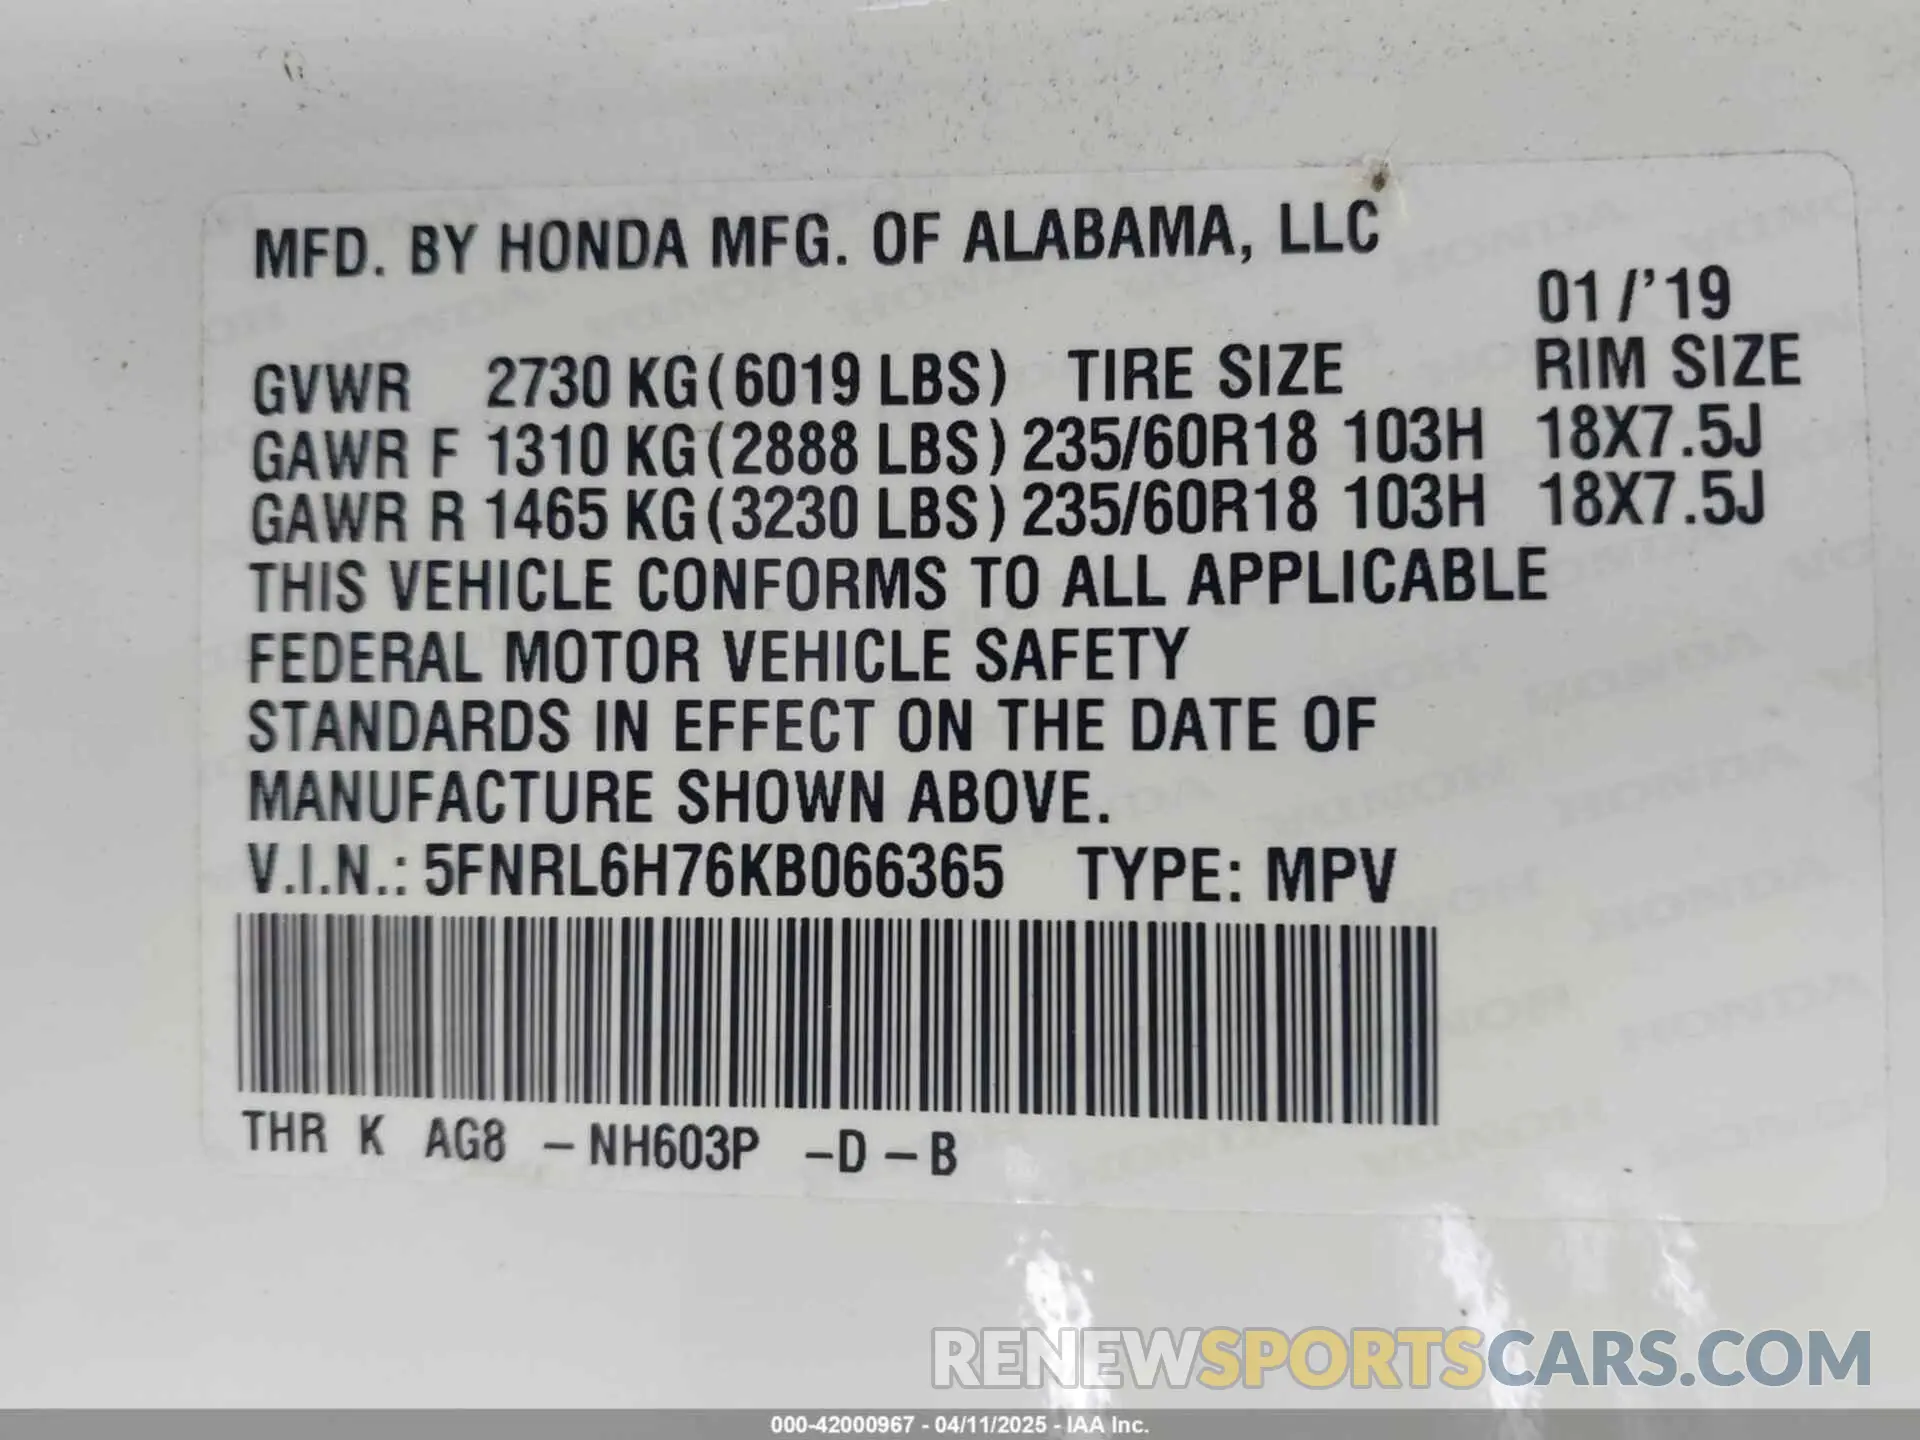 MFD. BY HONDA MFG. OF ALABAMA, LLC
01/'19
GVWR 2730 KG(6019 LBS) TIRE SIZE RIM SIZE
GAWR F 1310 KG(2888 LBS) 235/60R18 103H 18X7.5J
GAWR R 1465 KG(3230 LBS) 235/60R18 103H 18X7.5J
THIS VEHICLE CONFORMS TO ALL APPLICABLE
FEDERAL MOTOR VEHICLE SAFETY
STANDARDS IN EFFECT ON THE DATE OF
MANUFACTURE SHOWN ABOVE.
V.I.N.: 5FNRL6H76KB066365 TYPE: MPV
THR K AG8 -NH603P -D-B
RENEWSPORTSCARS.COM
000-42000967 - 04/11/2025 - IAA Inc.